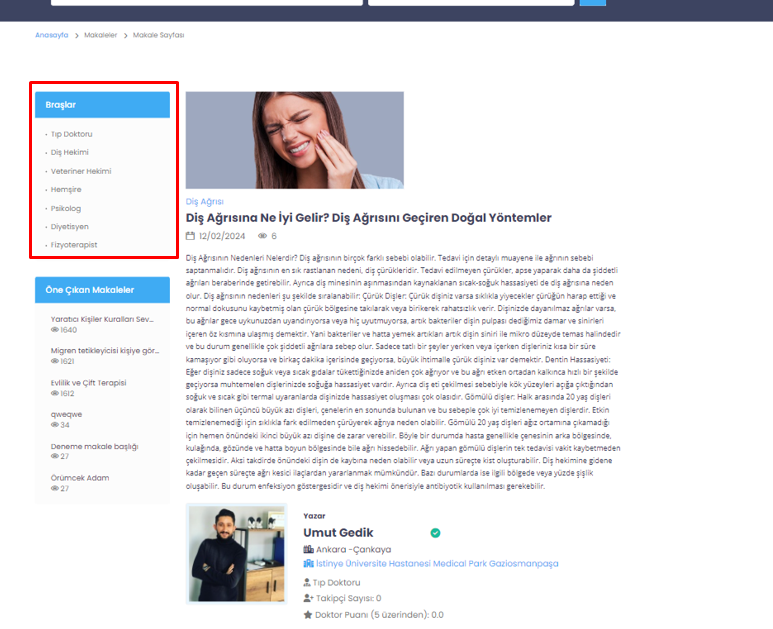 Anasayfa > Makaleler > Makale Sayfası
Braşlar
Tıp Doktoru
Diş Hekimi
Veteriner Hekimi
Hemşire
Psikolog
Diyetisyen
Fizyoterapist
Öne Çıkan Makaleler
Yaratıcı Kişiler Kuralları Sev...
1640
Migren tetikleyicisi kişiye gör...
1621
Evlilik ve Çift Terapisi
1612
qweqwe
34
Deneme makale başlığı
27
Örümcek Adam
27
Diş Ağrısı
Diş Ağrısına Ne İyi Gelir? Diş Ağrısını Geçiren Doğal Yöntemler
12/02/2024 6
Diş Ağrısının Nedenleri Nelerdir? Diş ağrısının birçok farklı sebebi olabilir. Tedavi için detaylı muayene ile ağrının sebebi
saptanmalıdır. Diş ağrısının en sık rastlanan nedeni, diş çürükleridir. Tedavi edilmeyen çürükler, apse yaparak daha da şiddetli
ağrıları beraberinde getirebilir. Ayrıca diş minesinin aşınmasından kaynaklanan sıcak-soğuk hassasiyeti de diş ağrısına neden
olur. Diş ağrısının nedenleri şu şekilde sıralanabilir: Çürük Dişler: Çürük dişiniz varsa sıklıkla yiyecekler çürüğün harap ettiği ve
normal dokusunu kaybetmiş olan çürük bölgesine takılarak veya birikerek rahatsızlık verir. Dişinizde dayanılmaz ağrılar varsa,
bu ağrılar gece uykunuzdan uyandırıyorsa veya hiç uyutmuyorsa, artık bakteriler dişin pulpası dediğimiz damar ve sinirleri
içeren öz kısmına ulaşmış demektir. Yani bakteriler ve hatta yemek artıkları artık dişin siniri ile mikro düzeyde temas halindedir
ve bu durum genellikle çok şiddetli ağrılara sebep olur. Sadece tatlı bir şeyler yerken veya içerken dişleriniz kısa bir süre
kamaşıyor gibi oluyorsa ve birkaç dakika içerisinde geçiyorsa, büyük ihtimalle çürük dişiniz var demektir. Dentin Hassasiyeti:
Eğer dişiniz sadece soğuk veya sıcak gıdalar tükettiğinizde aniden çok ağrıyor ve bu ağrı etken ortadan kalkınca hızlı bir şekilde
geçiyorsa muhtemelen dişlerinizde soğuğa hassasiyet vardır. Ayrıca diş eti çekilmesi sebebiyle kök yüzeyleri açığa çıktığından
soğuk ve sıcak gibi termal uyaranlarda dişinizde hassasiyet oluşması çok olasıdır. Gömülü dişler: Halk arasında 20 yaş dişleri
olarak bilinen üçüncü büyük azı dişleri, çenelerin en sonunda bulunan ve bu sebeple çok iyi temizlenemeyen dişlerdir. Etkin
temizlenemediği için sıklıkla fark edilmeden çürüyerek ağrıya neden olabilir. Gömülü 20 yaş dişleri ağız ortamına çıkamadığı
için hemen önündeki ikinci büyük azı dişine de zarar verebilir. Böyle bir durumda hasta genellikle çenesinin arka bölgesinde,
kulağında, gözünde ve hatta boyun bölgesinde bile ağrı hissedebilir. Ağrı yapan gömülü dişlerin tek tedavisi vakit kaybetmeden
çekilmesidir. Aksi takdirde önündeki dişin de kaybına neden olabilir veya uzun süreçte kist oluşturabilir. Diş hekimine gidene
kadar geçen süreçte ağrı kesici ilaçlardan yararlanmak mümkündür. Bazı durumlarda ise ilgili bölgede veya yüzde şişlik
oluşabilir. Bu durum enfeksiyon göstergesidir ve diş hekimi önerisiyle antibiyotik kullanılması gerekebilir.
Yazar
Umut Gedik
Ankara -Çankaya
İstinye Üniversite Hastanesi Medical Park Gaziosmanpaşa
Tıp Doktoru
Takipçi Sayısı: 0
Doktor Puanı (5 üzerinden): 0.0